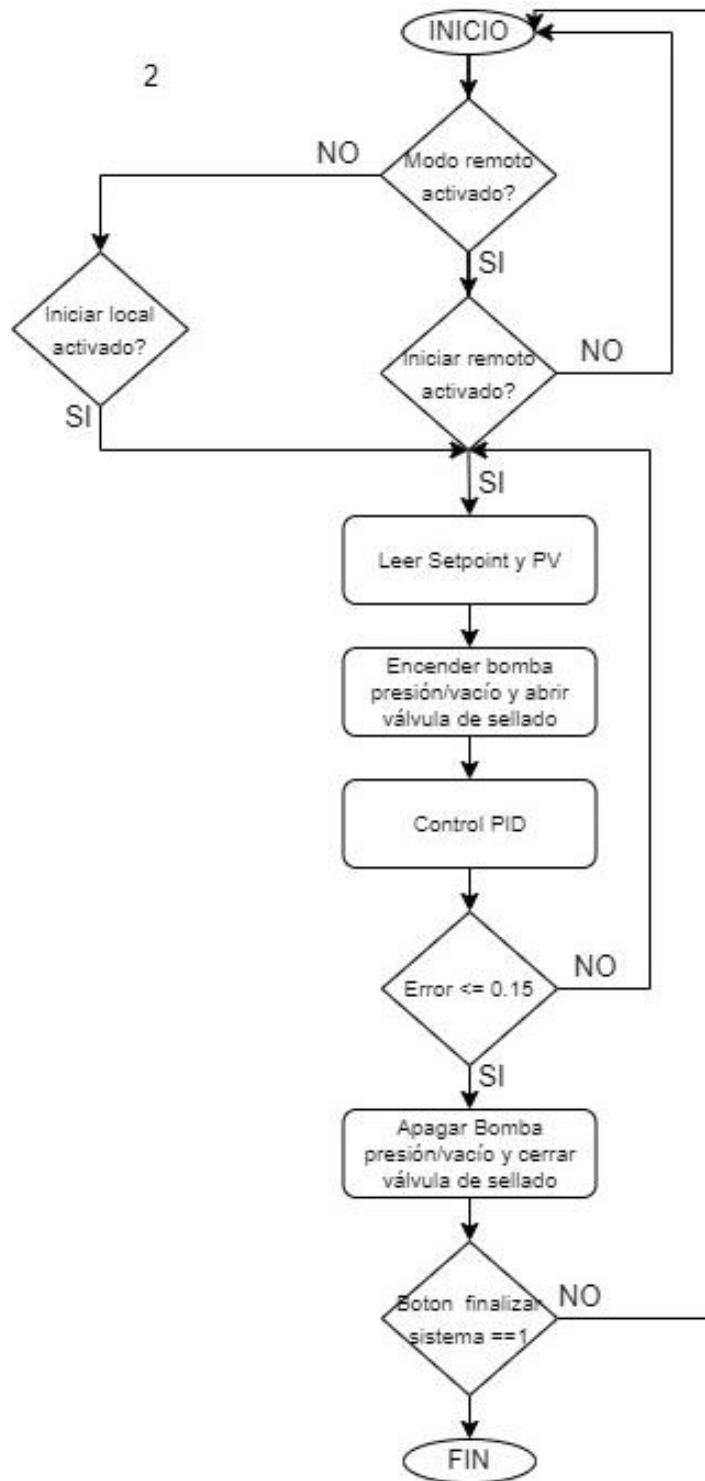 INICIO
2
NO
Modo remoto
activado?
SI
Iniciar local
activado?
Iniciar remoto
activado?
NO
SI
SI
Leer Setpoint y PV
Encender bomba
presión/vacío y abrir
válvula de sellado
Control PID
Error <= 0.15
NO
SI
Apagar Bomba
presión/vacío y cerrar
válvula de sellado
Boton finalizar
sistema ==1
NO
FIN